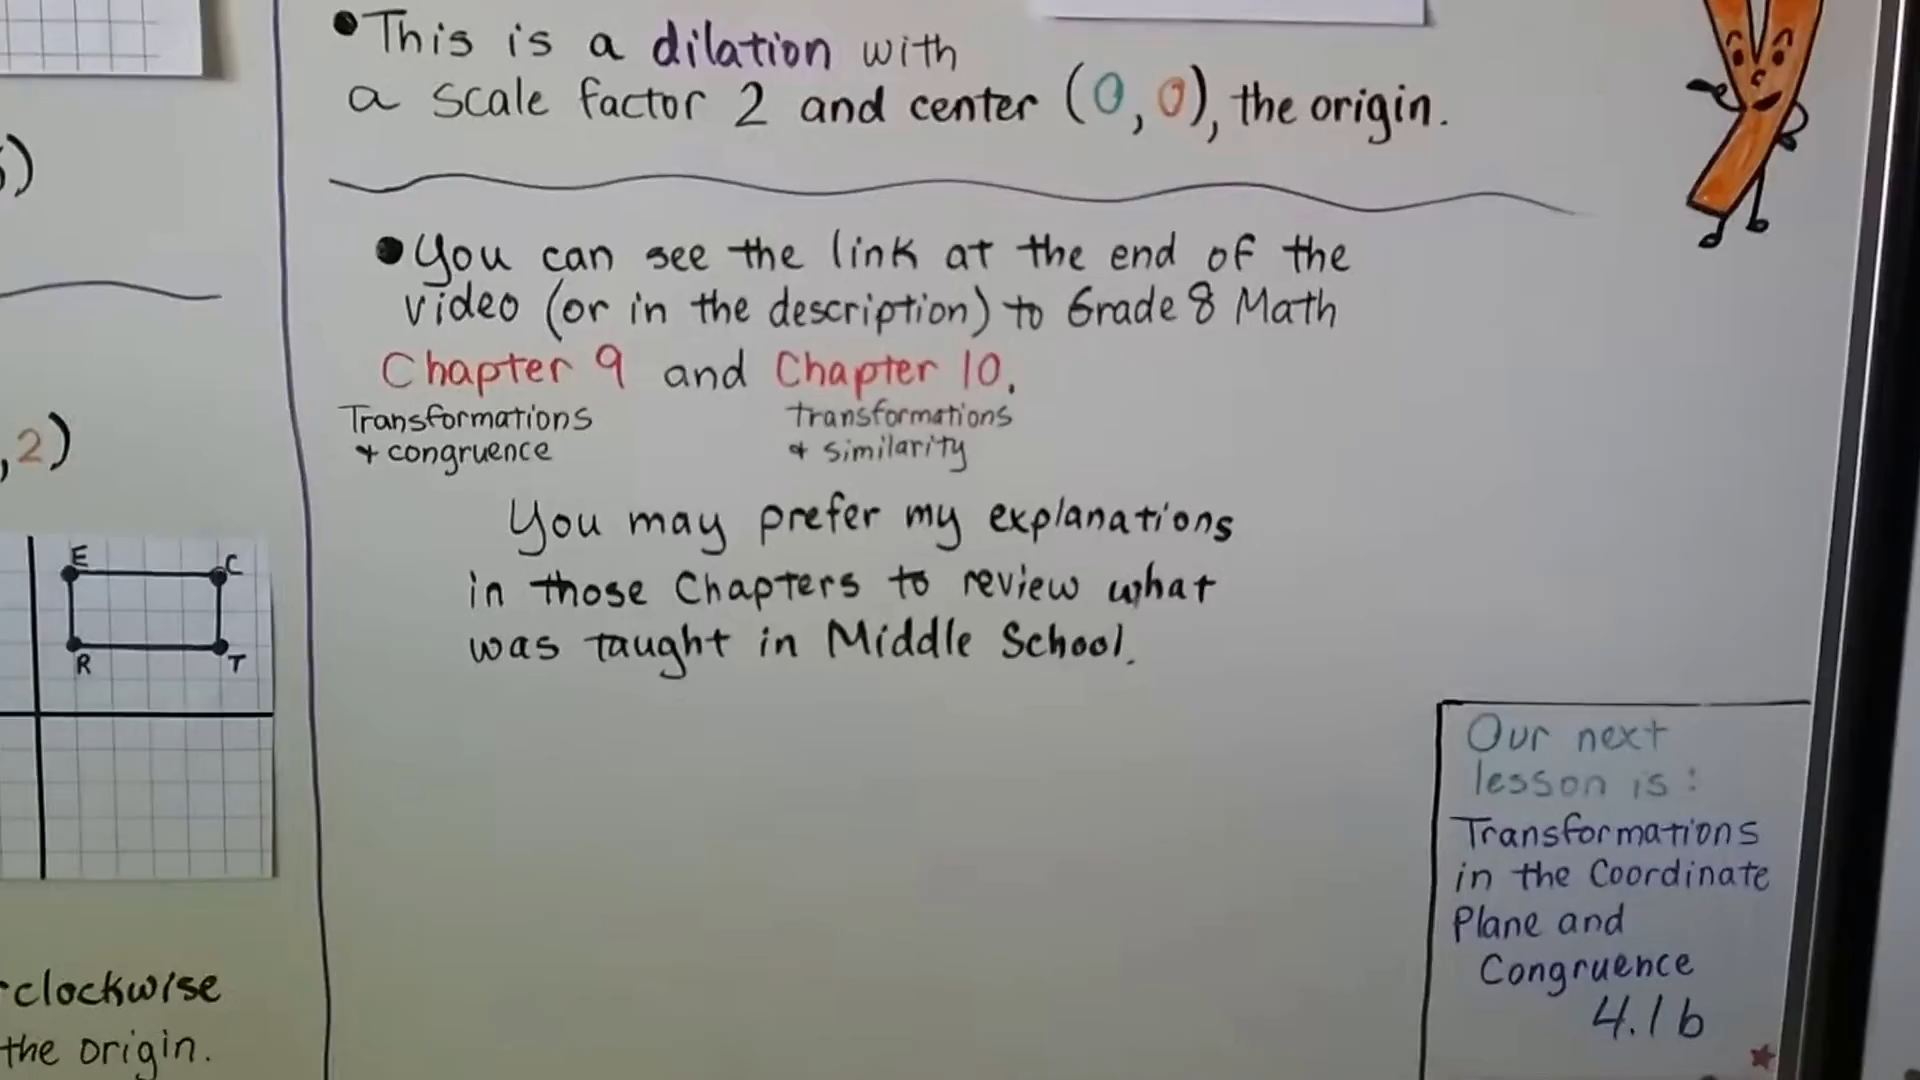 •This is a dilation with
a scale factor 2 and center (0,0), the origin.
•You can see the link at the end of the
video (or in the description) to Grade 8 Math
Chapter 9 and Chapter 10.
Transformations
+ congruence
Transformations
+ similarity
You may prefer my explanations
in those Chapters to review what
was taught in Middle School.
,2)
E
C
R
T
clockwise
the origin.
Our next
lesson is:
Transformations
in the Coordinate
Plane and
Congruence
4.1b